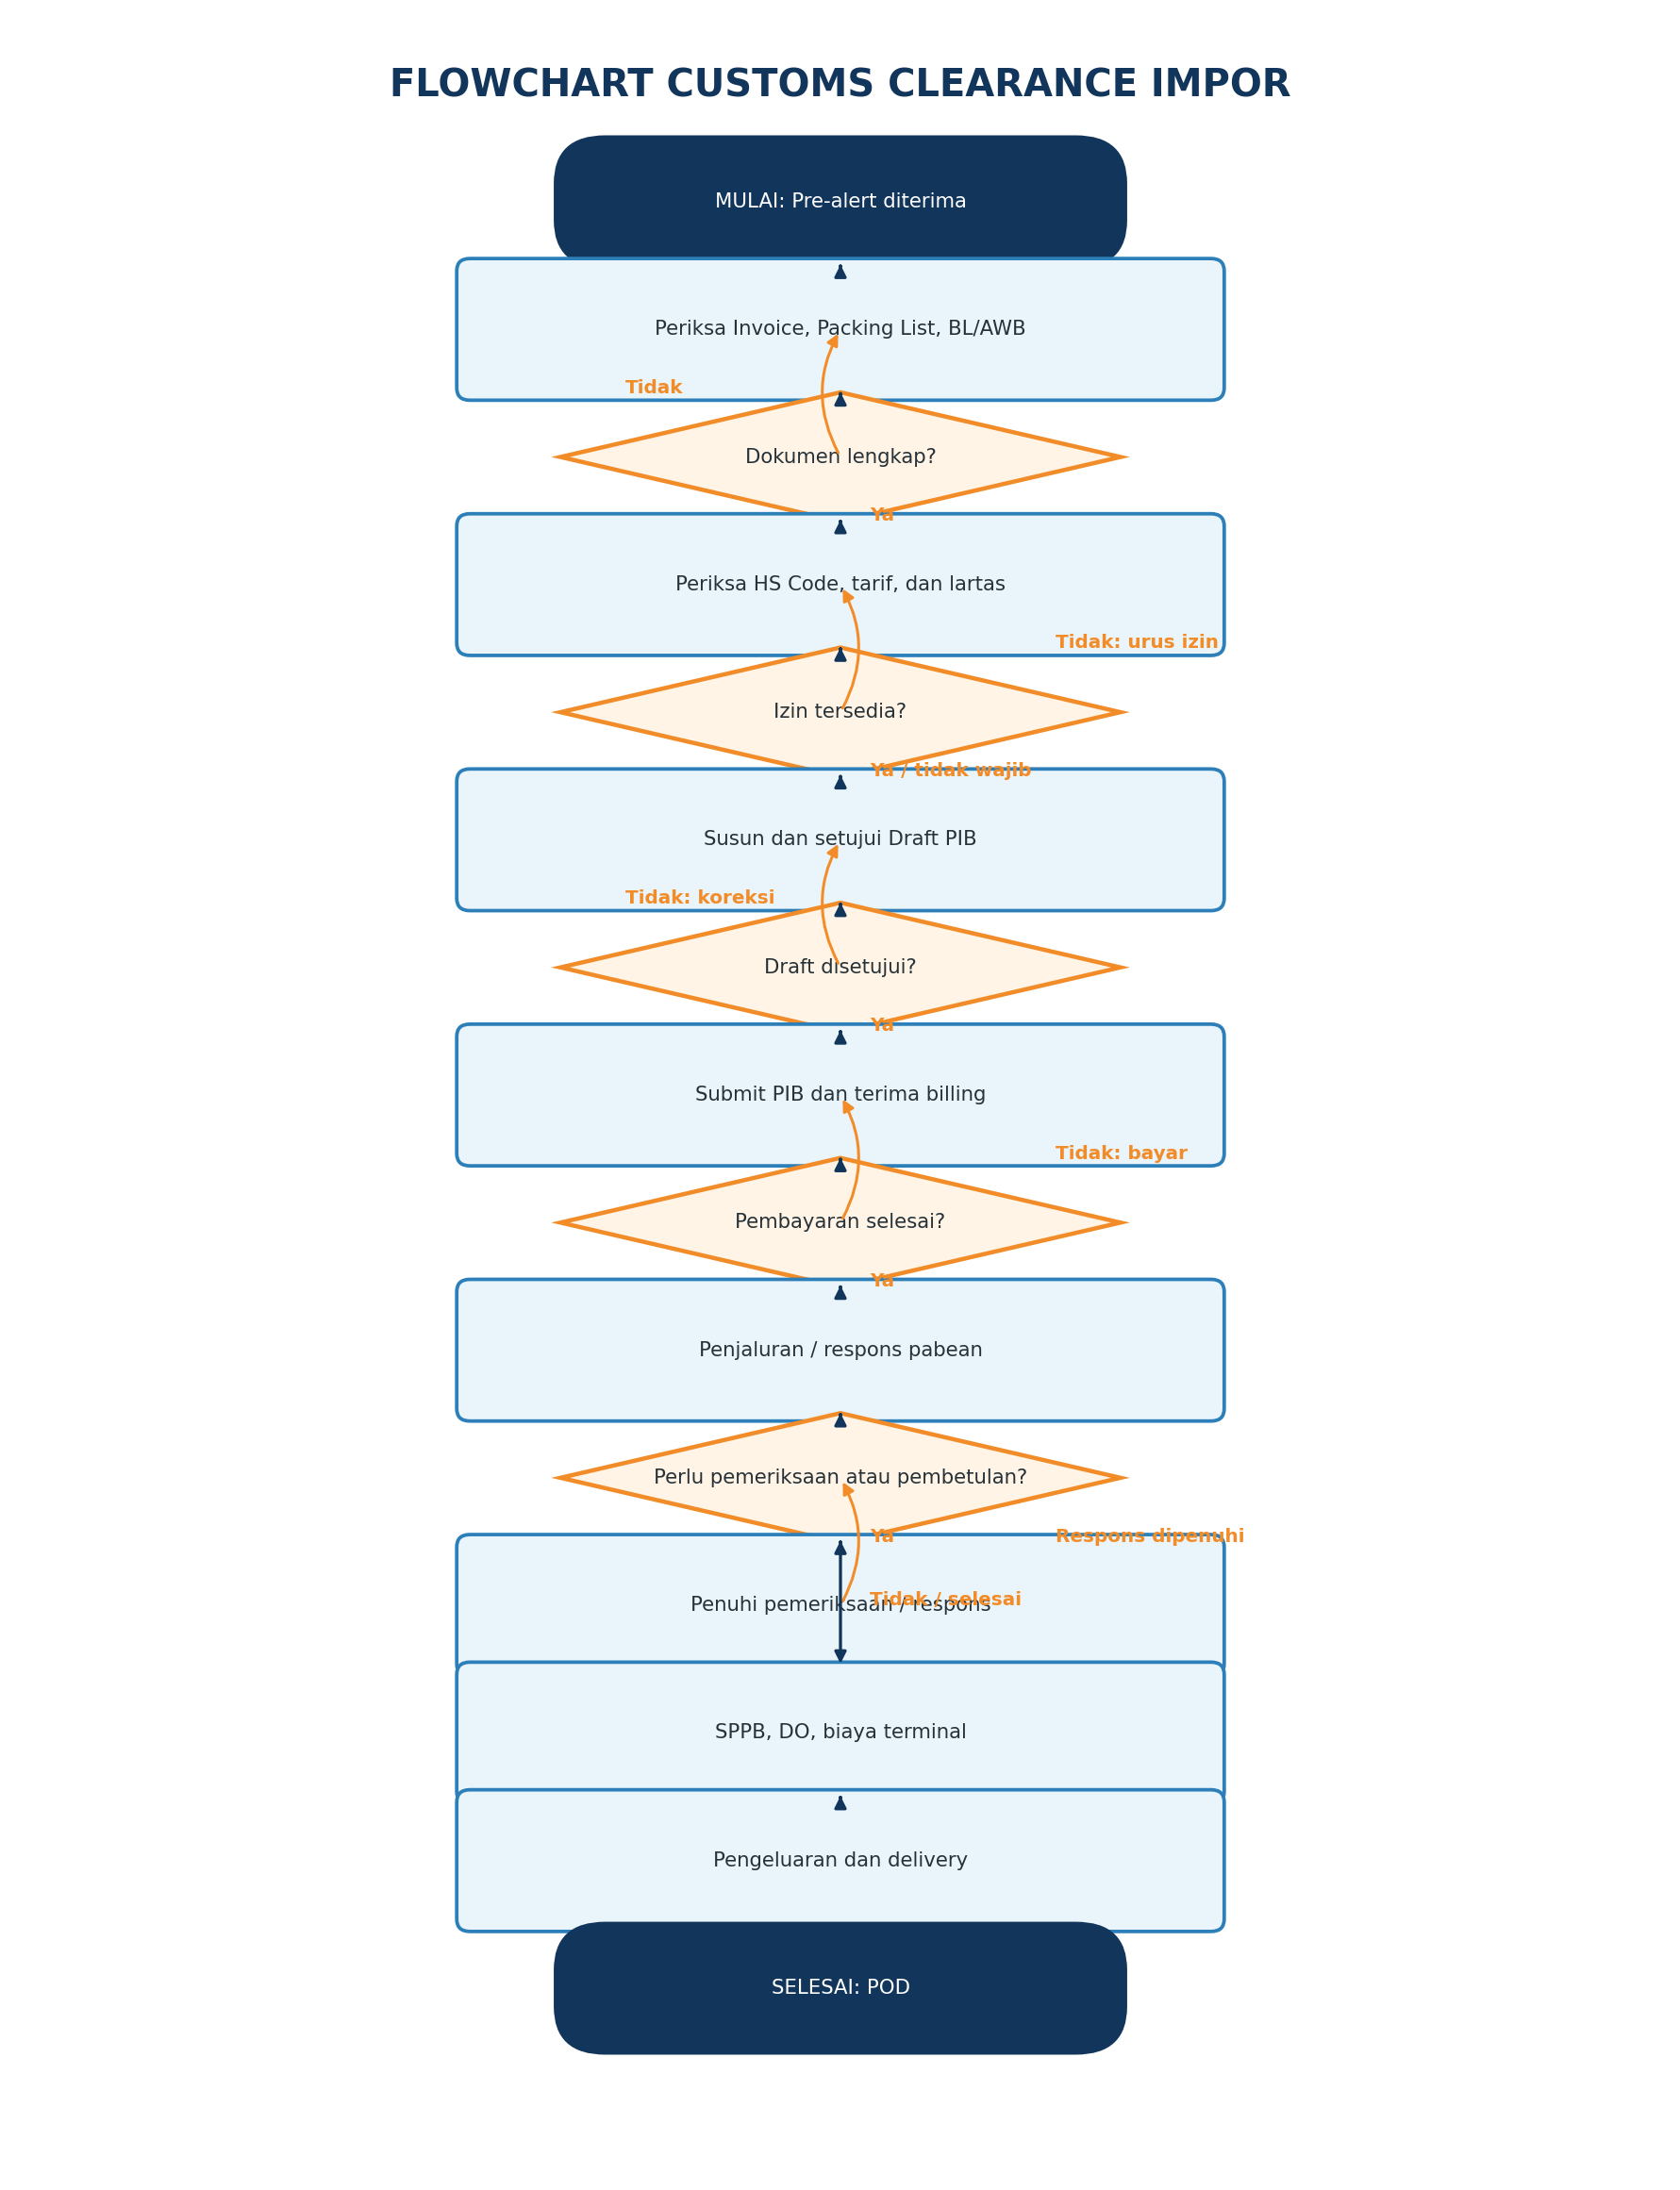 FLOWCHART CUSTOMS CLEARANCE IMPOR
MULAI: Pre-alert diterima
Periksa Invoice, Packing List, BL/AWB
Tidak
Dokumen lengkap?
Ya
Periksa HS Code, tarif, dan lartas
Tidak: urus izin
Izin tersedia?
Ya / tidak wajib
Susun dan setujui Draft PIB
Tidak: koreksi
Draft disetujui?
Ya
Submit PIB dan terima billing
Tidak: bayar
Pembayaran selesai?
Ya
Penjaluran / respons pabean
Perlu pemeriksaan atau pembetulan?
Ya
Respons dipenuhi
Tidak / selesai
Penuhi pemeriksaan / respons
SPPB, DO, biaya terminal
Pengeluaran dan delivery
SELESAI: POD